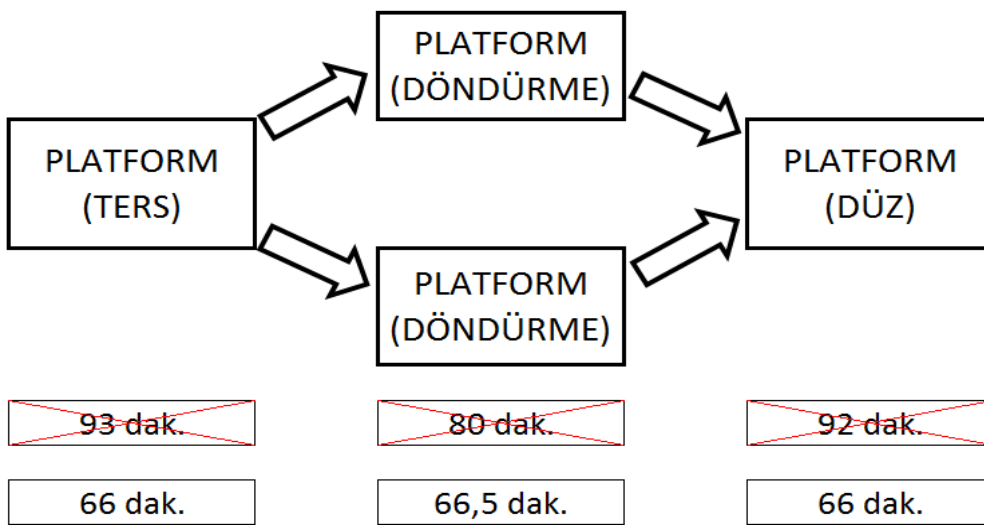 PLATFORM
(DÖNDÜRME)
PLATFORM
(TERS)
PLATFORM
(DÜZ)
PLATFORM
(DÖNDÜRME)
93 dak.
80 dak.
92 dak.
66 dak.
66,5 dak.
66 dak.